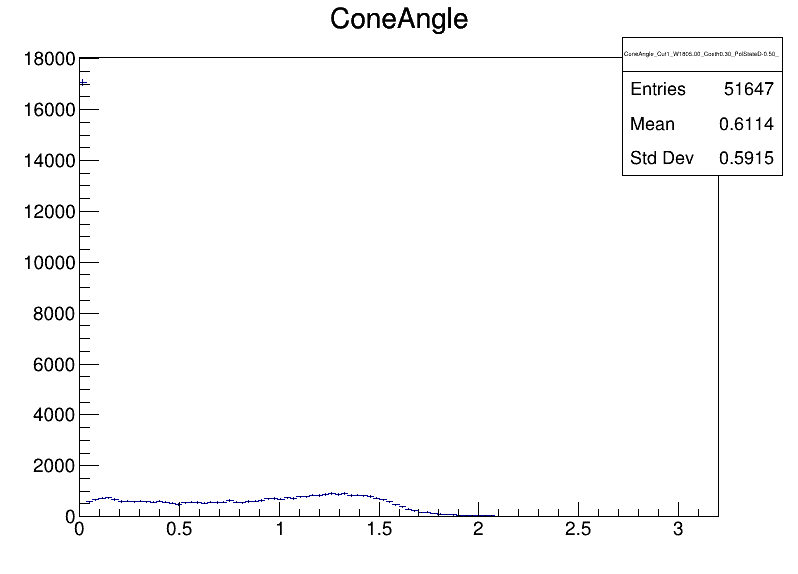 ConeAngle
ConeAngle_Cut1_W1805.00_Costh0.30_PolStateD-0.50_
Entries 51647
Mean 0.6114
Std Dev 0.5915
18000
16000
14000
12000
10000
8000
6000
4000
2000
0
0 0.5 1 1.5 2 2.5 3